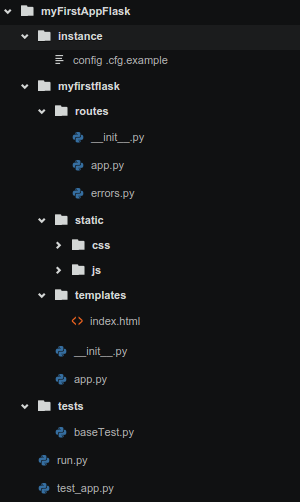 myFirstAppFlask
instance
config .cfg.example
myfirstflask
routes
__init__.py
app.py
errors.py
static
css
js
templates
index.html
__init__.py
app.py
tests
baseTest.py
run.py
test_app.py